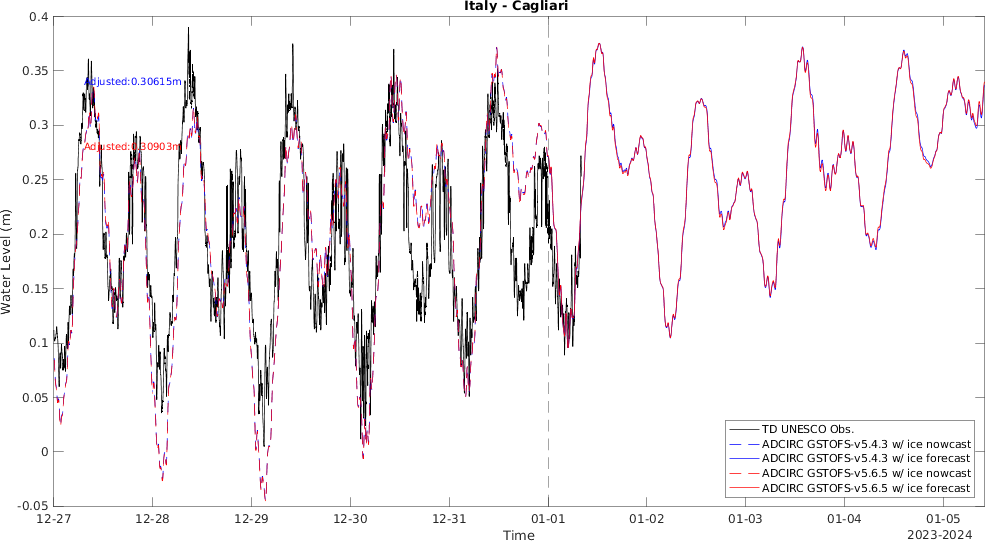 Italy - Cagliari
0.4
0.35
0.3
0.25
0.2
0.15
0.1
0.05
0
-0.05
Water Level (m)
Adjusted:0.30615m
Adjusted:0.30903m
TD UNESCO Obs.
ADCIRC GSTOFS-v5.4.3 w/ ice nowcast
ADCIRC GSTOFS-v5.4.3 w/ ice forecast
ADCIRC GSTOFS-v5.6.5 w/ ice nowcast
ADCIRC GSTOFS-v5.6.5 w/ ice forecast
12-27 12-28 12-29 12-30 12-31 01-01 01-02 01-03 01-04 01-05
Time
2023-2024